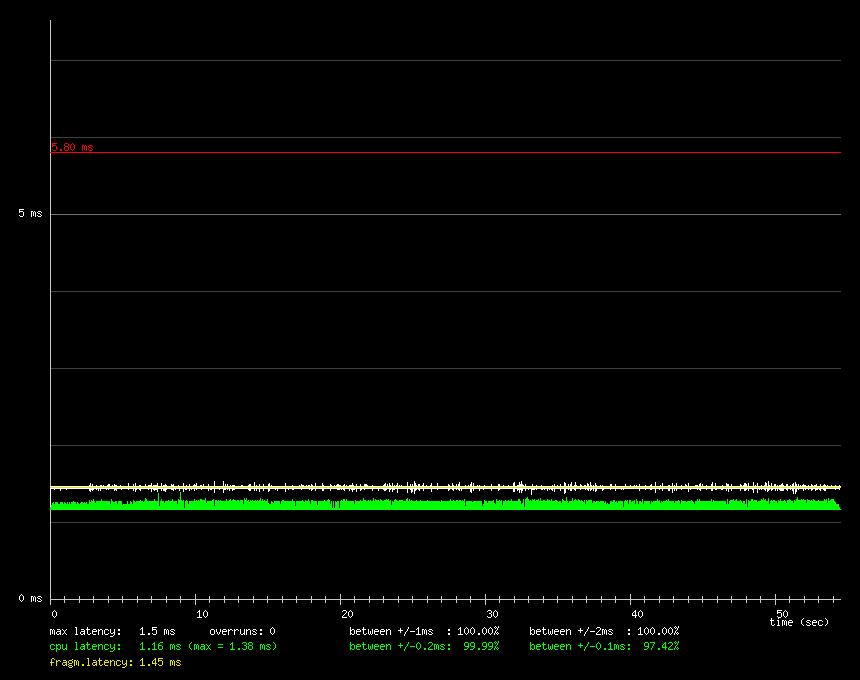 5.80 ms
5 ms
0 ms
0 10 20 30 40 50
time (sec)
max latency: 1.5 ms overruns: 0 between +/-1ms : 100.00% between +/-2ms : 100.00%
cpu latency: 1.16 ms (max = 1.38 ms) between +/-0.2ms: 99.99% between +/-0.1ms: 97.42%
fragm.latency: 1.45 ms